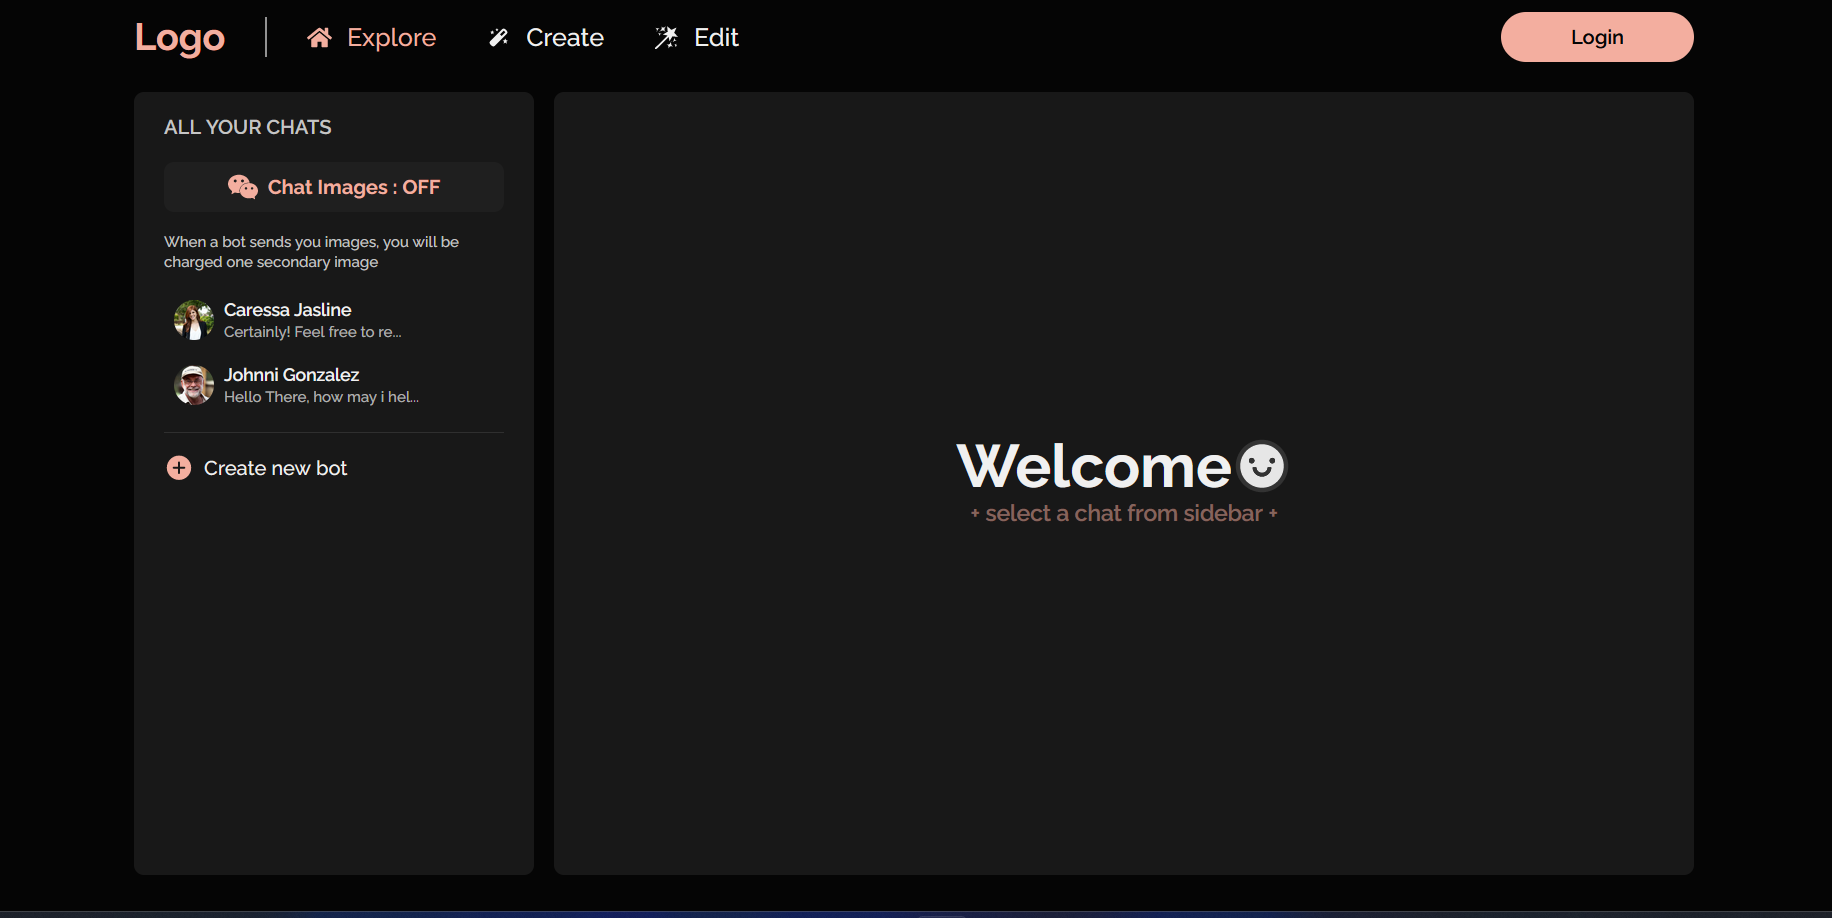 Logo
Explore
Create
Edit
Login
ALL YOUR CHATS
Chat Images : OFF
When a bot sends you images, you will be
charged one secondary image
Caressa Jasline
Certainly! Feel free to re...
Johnni Gonzalez
Hello There, how may i hel...
Create new bot
Welcome
+ select a chat from sidebar +